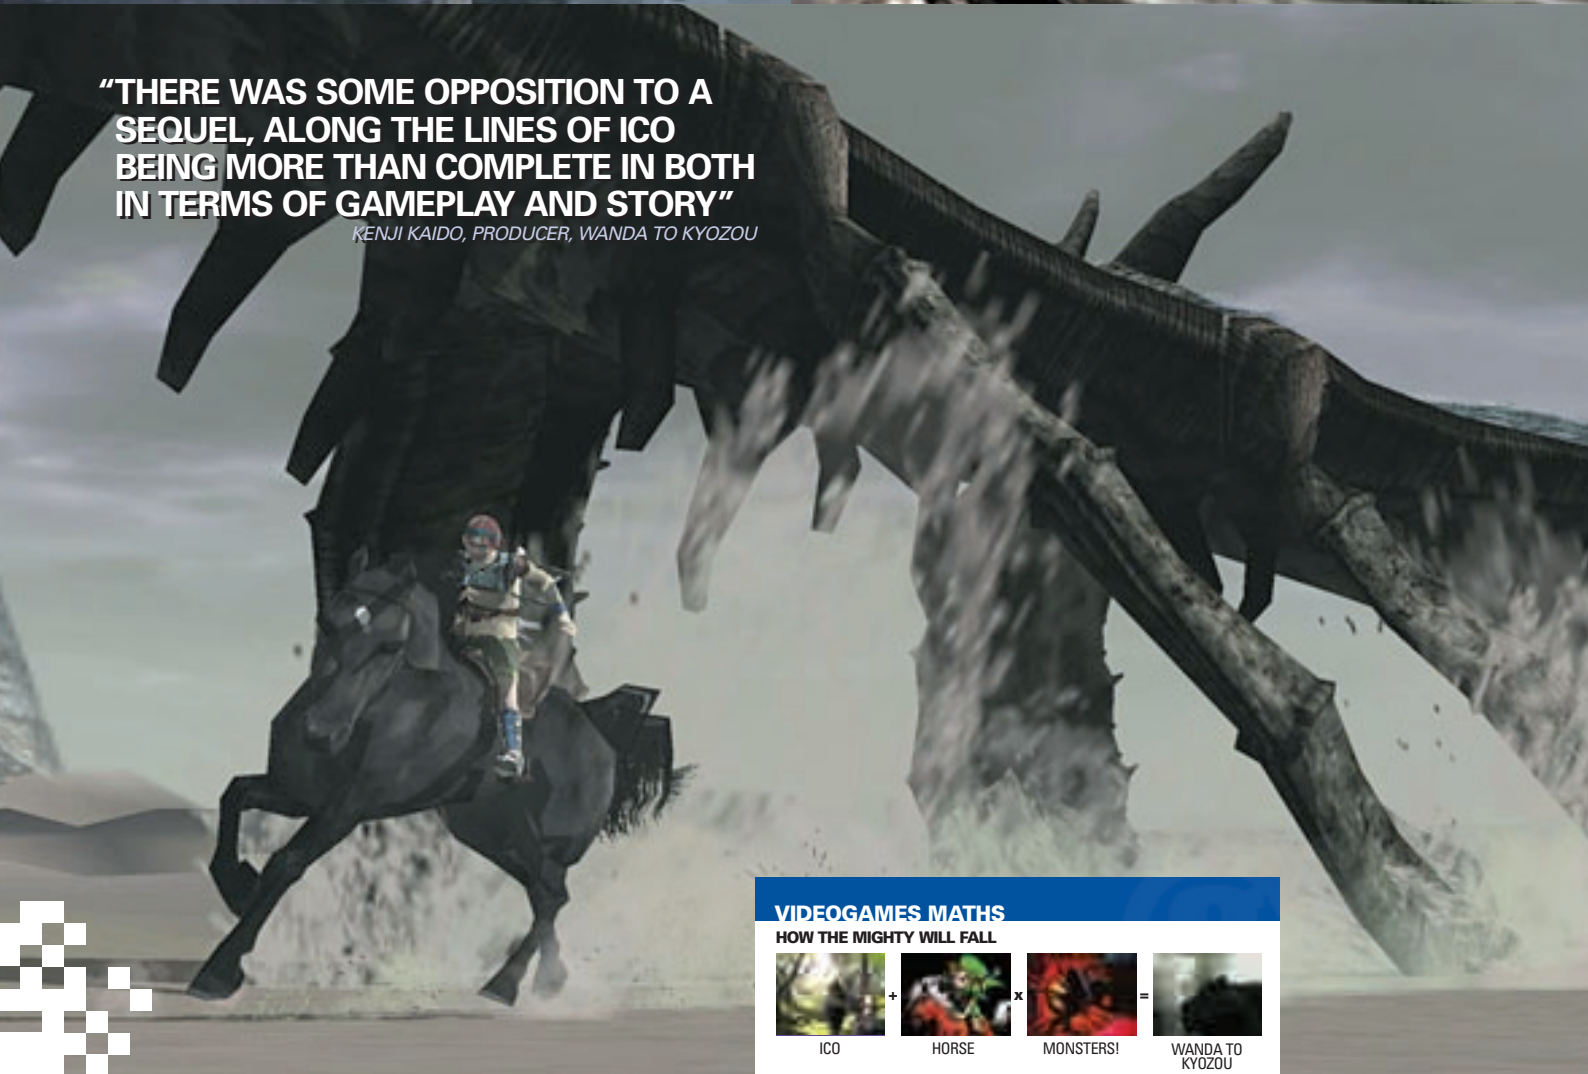 “THERE WAS SOME OPPOSITION TO A
SEQUEL, ALONG THE LINES OF ICO
BEING MORE THAN COMPLETE IN BOTH
IN TERMS OF GAMEPLAY AND STORY”
KENJI KAIDO, PRODUCER, WANDA TO KYOZOU
VIDEOGAMES MATHS
HOW THE MIGHTY WILL FALL
+ x =
ICO HORSE MONSTERS! WANDA TO
KYOZOU